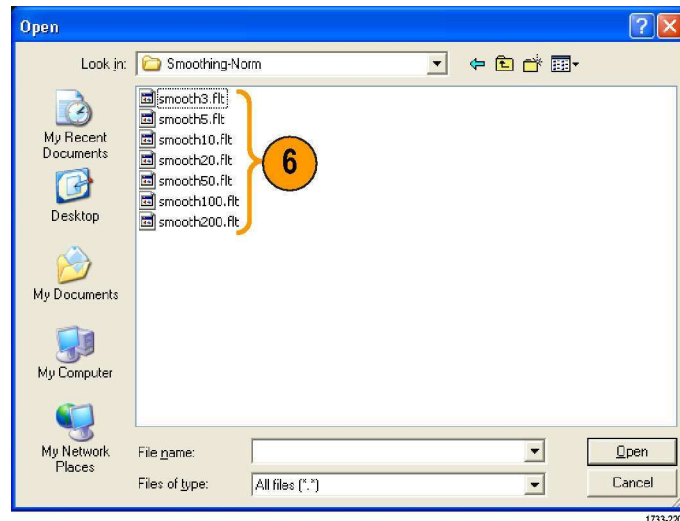 Open
Look in: Smoothing-Norm
My Recent Documents
Desktop
My Documents
My Computer
My Network Places
smooth3.flt
smooth5.flt
smooth10.flt
smooth20.flt
smooth50.flt
smooth100.flt
smooth200.flt
6
File name:
Open
Files of type: All files (*.*)
Cancel
1733-220